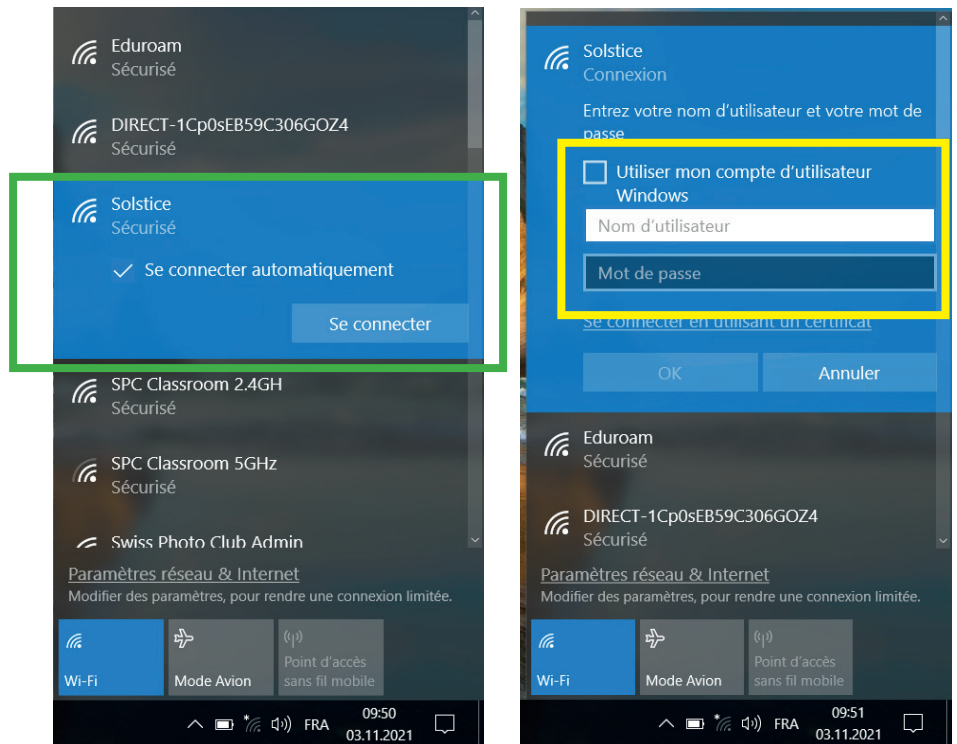 Eduroam
Sécurisé
DIRECT-1Cp0sEB59C306GOZ4
Sécurisé
Solstice
Sécurisé
Se connecter automatiquement
Se connecter
SPC Classroom 2.4GH
Sécurisé
SPC Classroom 5GHz
Sécurisé
Swiss Photo Club Admin
Paramètres réseau & Internet
Modifier des paramètres, pour rendre une connexion limitée.
Wi-Fi
Mode Avion
Point d'accès
sans fil mobile
FRA
09:50
03.11.2021
Solstice
Connexion
Entrez votre nom d'utilisateur et votre mot de
passe
Utiliser mon compte d'utilisateur
Windows
Nom d'utilisateur
Mot de passe
Se connecter en utilisant un certificat
OK
Annuler
Eduroam
Sécurisé
DIRECT-1Cp0sEB59C306GOZ4
Sécurisé
Paramètres réseau & Internet
Modifier des paramètres, pour rendre une connexion limitée.
Wi-Fi
Mode Avion
Point d'accès
sans fil mobile
FRA
09:51
03.11.2021